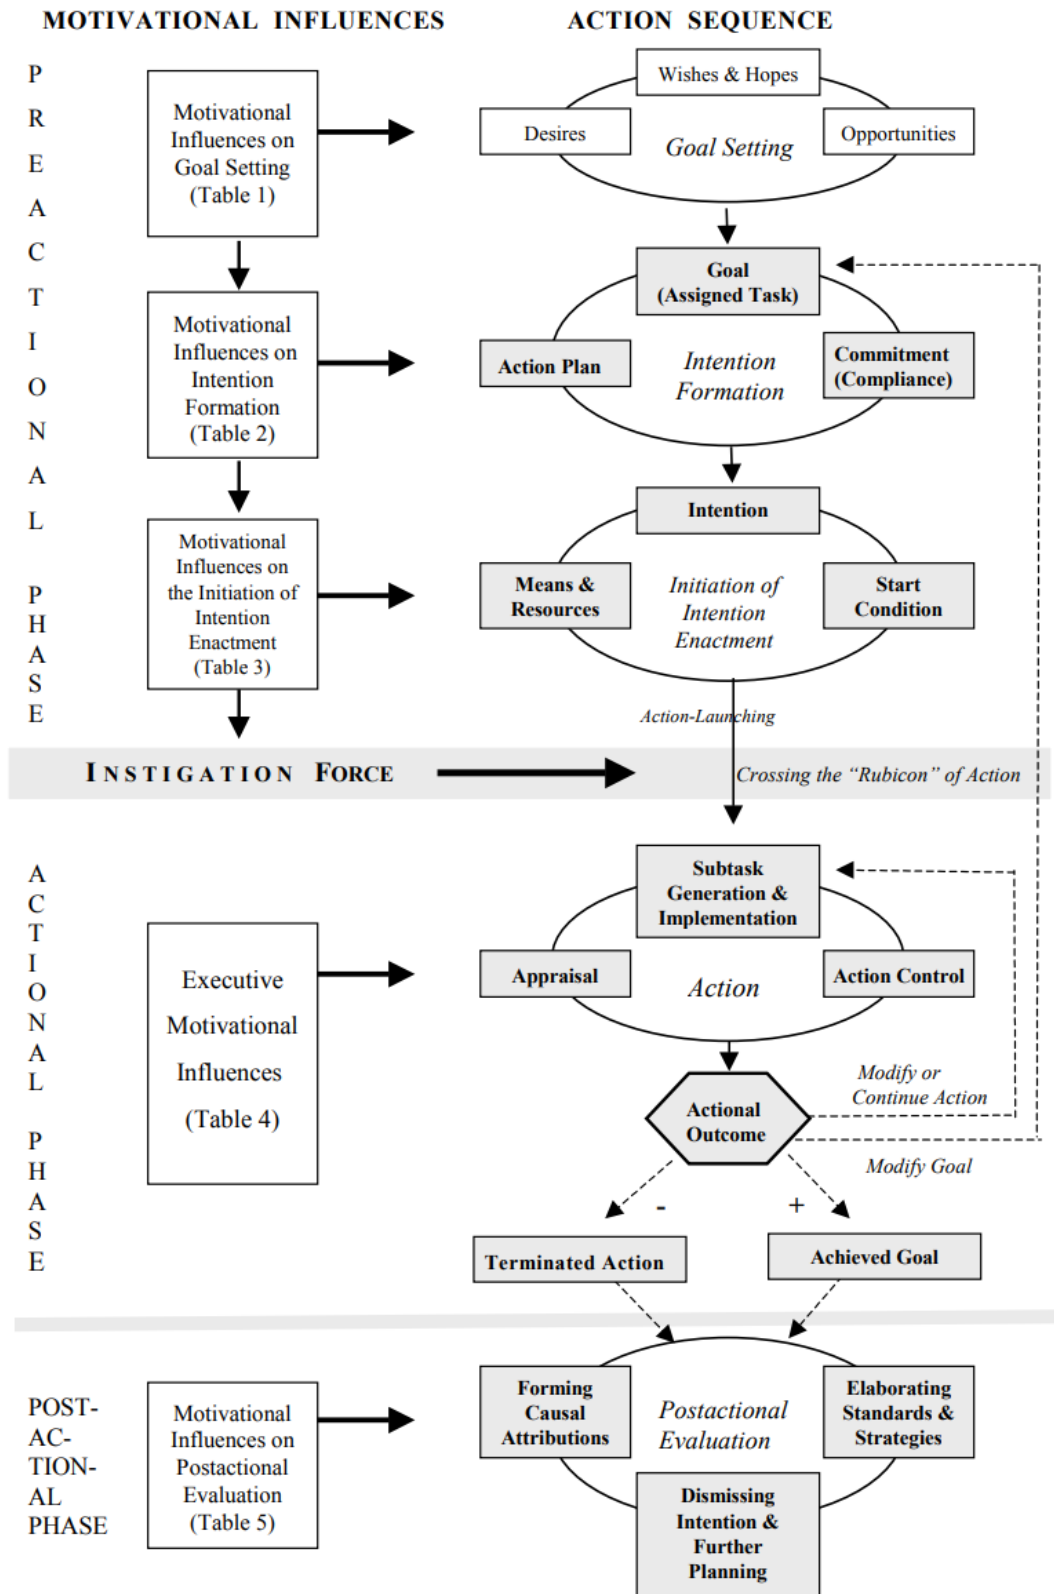 MOTIVATIONAL INFLUENCES
ACTION SEQUENCE
PREACTIONAL PHASE
Motivational
Influences on
Goal Setting
(Table 1)
Wishes & Hopes
Desires
Opportunities
Goal Setting
Motivational
Influences on
Intention
Formation
(Table 2)
Goal
(Assigned Task)
Action Plan
Commitment
(Compliance)
Intention
Formation
Motivational
Influences on
the Initiation of
Intention
Enactment
(Table 3)
Intention
Means &
Resources
Start
Condition
Initiation of
Intention
Enactment
Action-Launching
INSTIGATION FORCE
Crossing the “Rubicon” of Action
ACTIONAL PHASE
Executive
Motivational
Influences
(Table 4)
Subtask
Generation &
Implementation
Appraisal
Action Control
Action
Actional
Outcome
Modify or
Continue Action
Modify Goal
-
+
Terminated Action
Achieved Goal
POST-
AC-
TION-
AL
PHASE
Motivational
Influences on
Postactional
Evaluation
(Table 5)
Forming
Causal
Attributions
Postactional
Evaluation
Elaborating
Standards &
Strategies
Dismissing
Intention &
Further
Planning